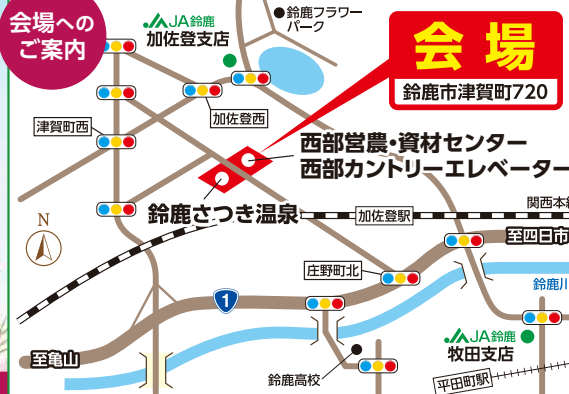 会場への
ご案内
JA鈴鹿
加佐登支店
鈴鹿フラワー
パーク
会場
鈴鹿市津賀町720
加佐登西
津賀町西
西部営農・資材センター
西部カントリーエレベーター
鈴鹿さつき温泉
加佐登駅
関西本線
N
至四日市
庄野町北
鈴鹿川
1
至亀山
JA鈴鹿
牧田支店
鈴鹿高校
平田町駅